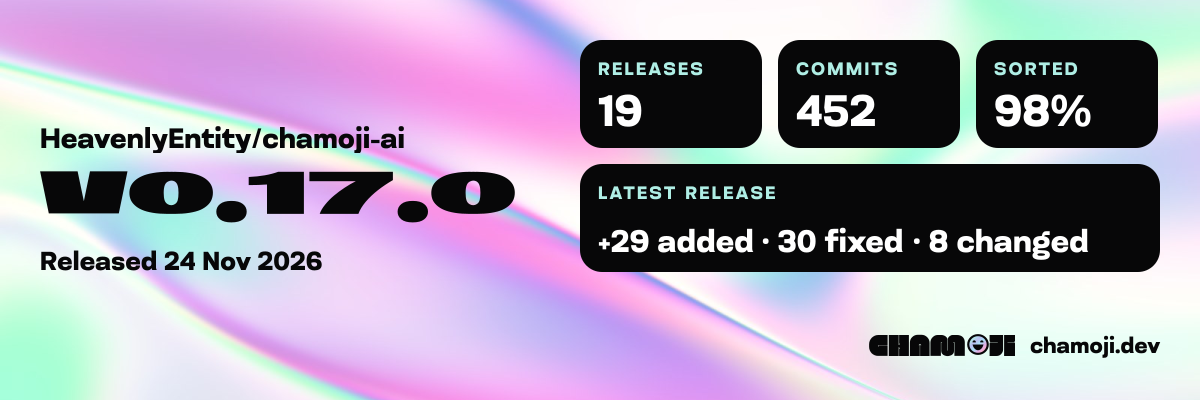 HeavenlyEntity/chamoji-ai
v0.17.0
Released 24 Nov 2026
RELEASES
19
COMMITS
452
SORTED
98%
LATEST RELEASE
+29 added · 30 fixed · 8 changed
CHAMOJI
chamoji.dev